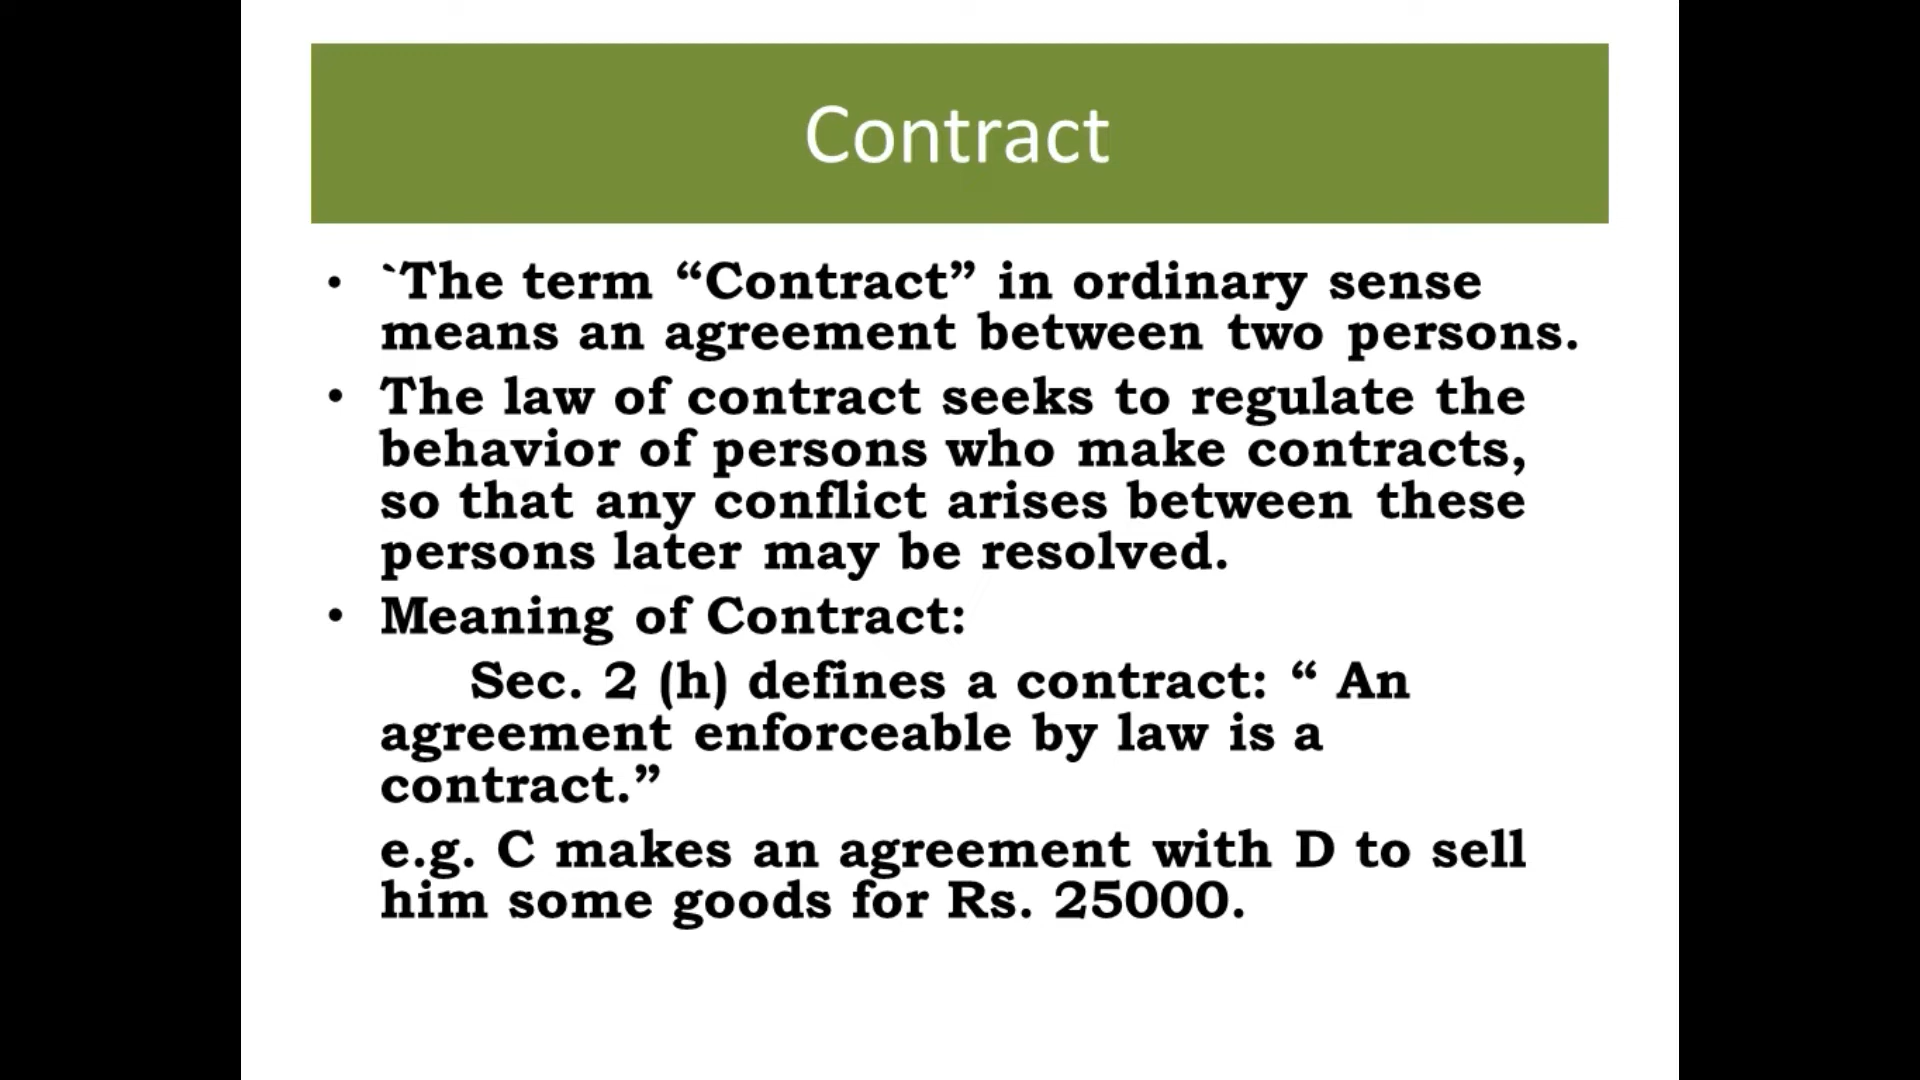 Contract
• `The term “Contract” in ordinary sense
means an agreement between two persons.
• The law of contract seeks to regulate the
behavior of persons who make contracts,
so that any conflict arises between these
persons later may be resolved.
• Meaning of Contract:
Sec. 2 (h) defines a contract: “ An
agreement enforceable by law is a
contract.”
e.g. C makes an agreement with D to sell
him some goods for Rs. 25000.